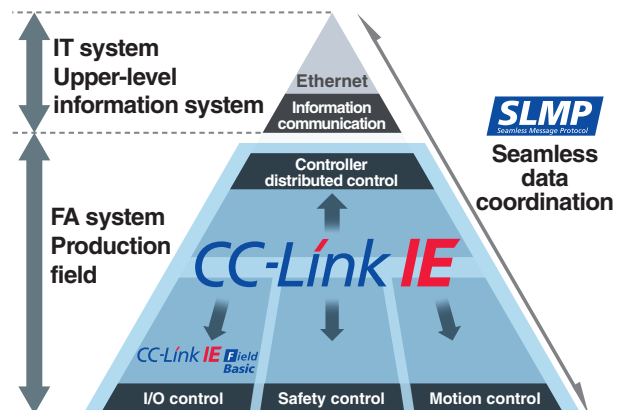 IT system
Upper-level
information system
Ethernet
Information
communication
SLMP
Seamless Message Protocol
Seamless
data
coordination
Controller
distributed control
FA system
Production
field
CC-Link IE
CC-Link IE Field
Basic
I/O control
Safety control
Motion control